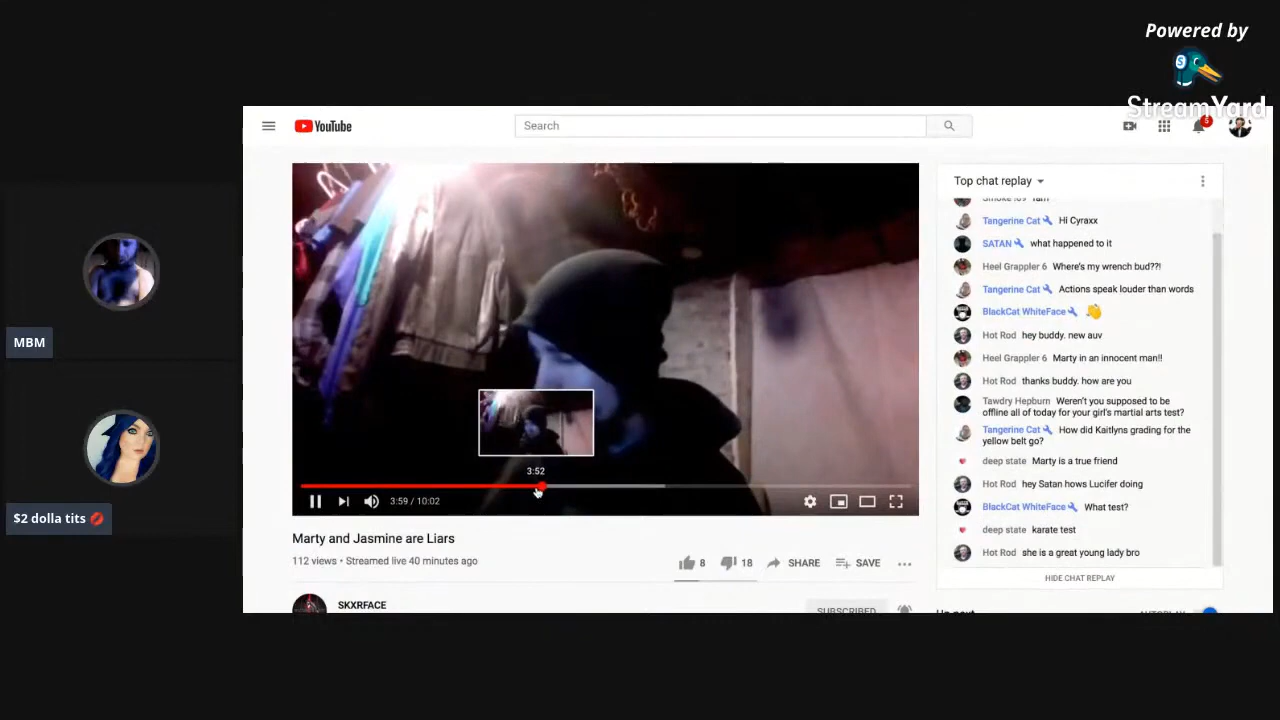 Powered by
StreamYard
YouTube
Search
5
Top chat replay
Tangerine Cat Hi Cyraxx
SATAN what happened to it
Heel Grappler 6 Where's my wrench bud??!
Tangerine Cat Actions speak louder than words
BlackCat WhiteFace
Hot Rod hey buddy. new auv
Heel Grappler 6 Marty in an innocent man!!
Hot Rod thanks buddy. how are you
Tawdry Hepburn Weren't you supposed to be
offline all of today for your girl's martial arts test?
Tangerine Cat How did Kaitlyns grading for the
yellow belt go?
deep state Marty is a true friend
Hot Rod hey Satan hows Lucifer doing
BlackCat WhiteFace What test?
deep state karate test
Hot Rod she is a great young lady bro
HIDE CHAT REPLAY
MBM
$2 dolla tits 💋
3:52
3:59 / 10:02
Marty and Jasmine are Liars
112 views • Streamed live 40 minutes ago
8
18
SHARE
SAVE
SKXRFACE
SUBSCRIBED
Up next
AUTOPLAY